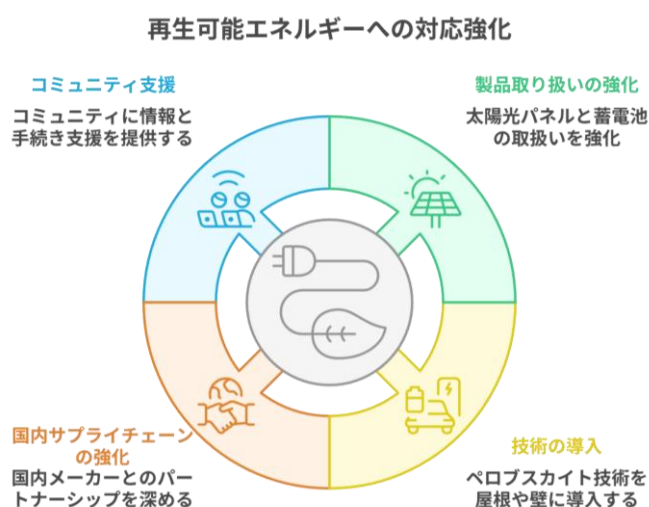 再生可能エネルギーへの対応強化
コミュニティ支援
コミュニティに情報と
手続き支援を提供する
製品取り扱いの強化
太陽光パネルと蓄電池
の取扱いを強化
国内サプライチェーン
の強化
国内メーカーとのパー
トナーシップを深める
技術の導入
ペロブスカイト技術を
屋根や壁に導入する